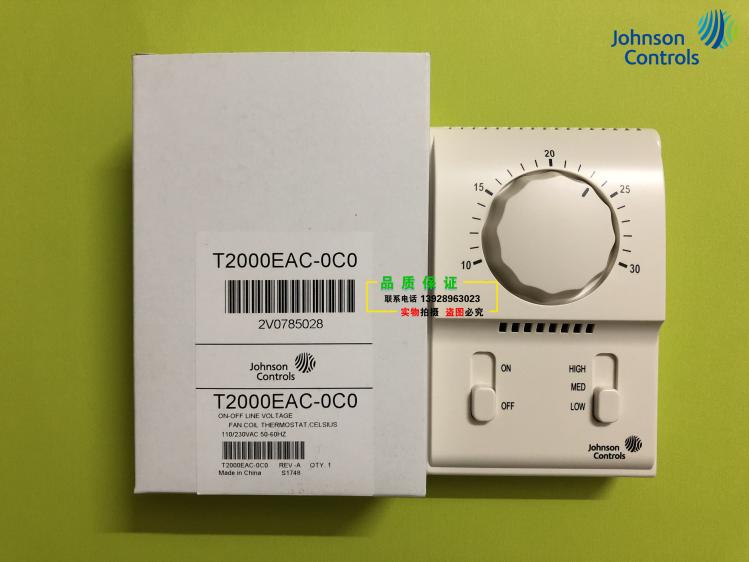 Johnson
Controls
T2000EAC-0C0
2V0785028
Johnson
Controls
T2000EAC-0C0
ON-OFF LINE VOLTAGE
FAN COIL THERMOSTAT,CELSIUS
110/230VAC 50-60HZ
T2000EAC-0C0 REV-A QTY. 1
Made in China S1748
品质保证
联系电话 13928963023
实物拍摄 盗图必究
20
15 25
10 30
ON HIGH
MED
OFF LOW
Johnson
Controls